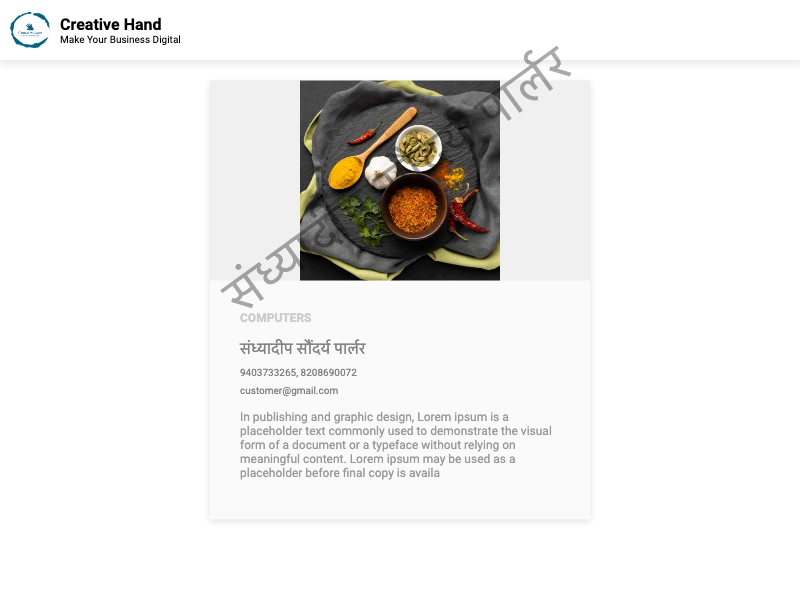 Creative Hand
Make Your Business Digital
संध्यादीप सौंदर्य पार्लर
COMPUTERS
संध्यादीप सौंदर्य पार्लर
9403733265, 8208690072
customer@gmail.com
In publishing and graphic design, Lorem ipsum is a
placeholder text commonly used to demonstrate the visual
form of a document or a typeface without relying on
meaningful content. Lorem ipsum may be used as a
placeholder before final copy is availa